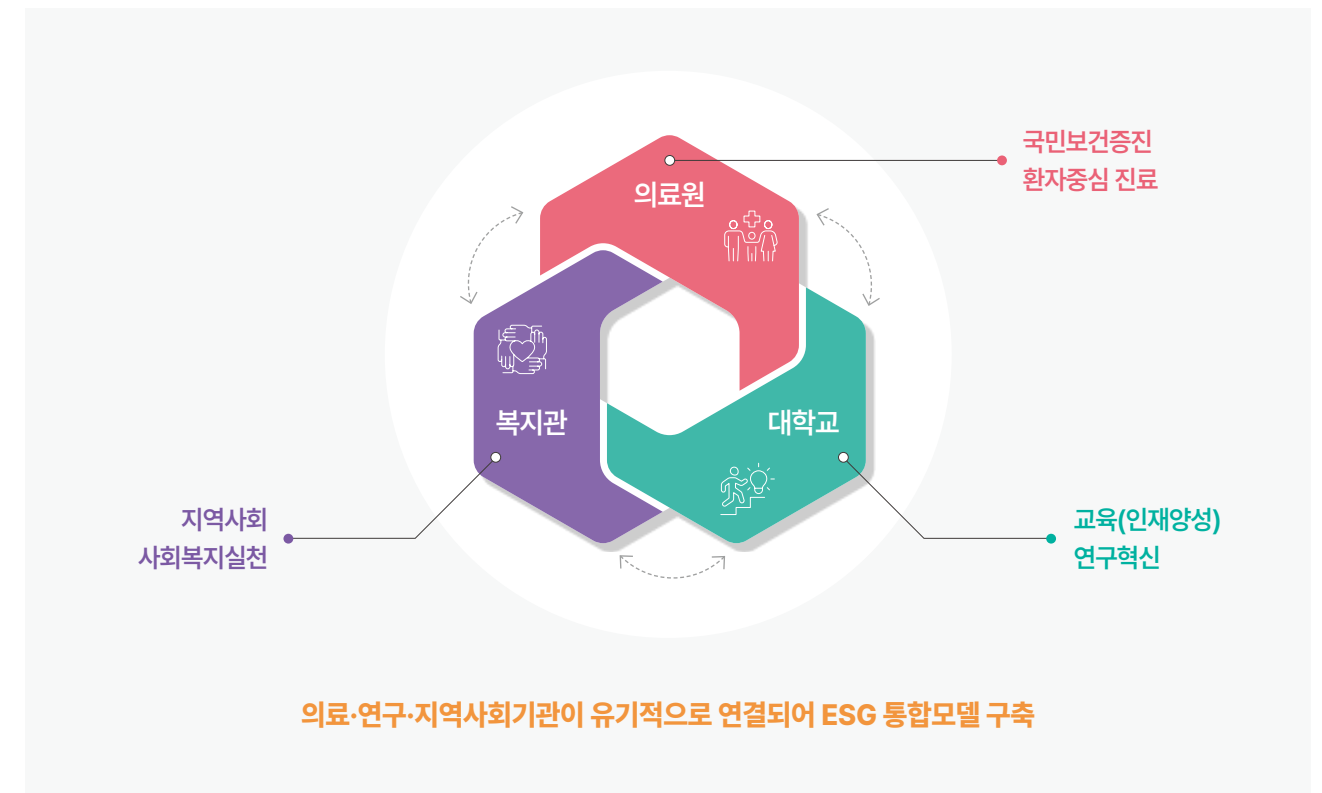 국민보건증진
환자중심 진료
의료원
복지관
대학교
지역사회
사회복지실천
교육(인재양성)
연구혁신
의료·연구·지역사회기관이 유기적으로 연결되어 ESG 통합모델 구축